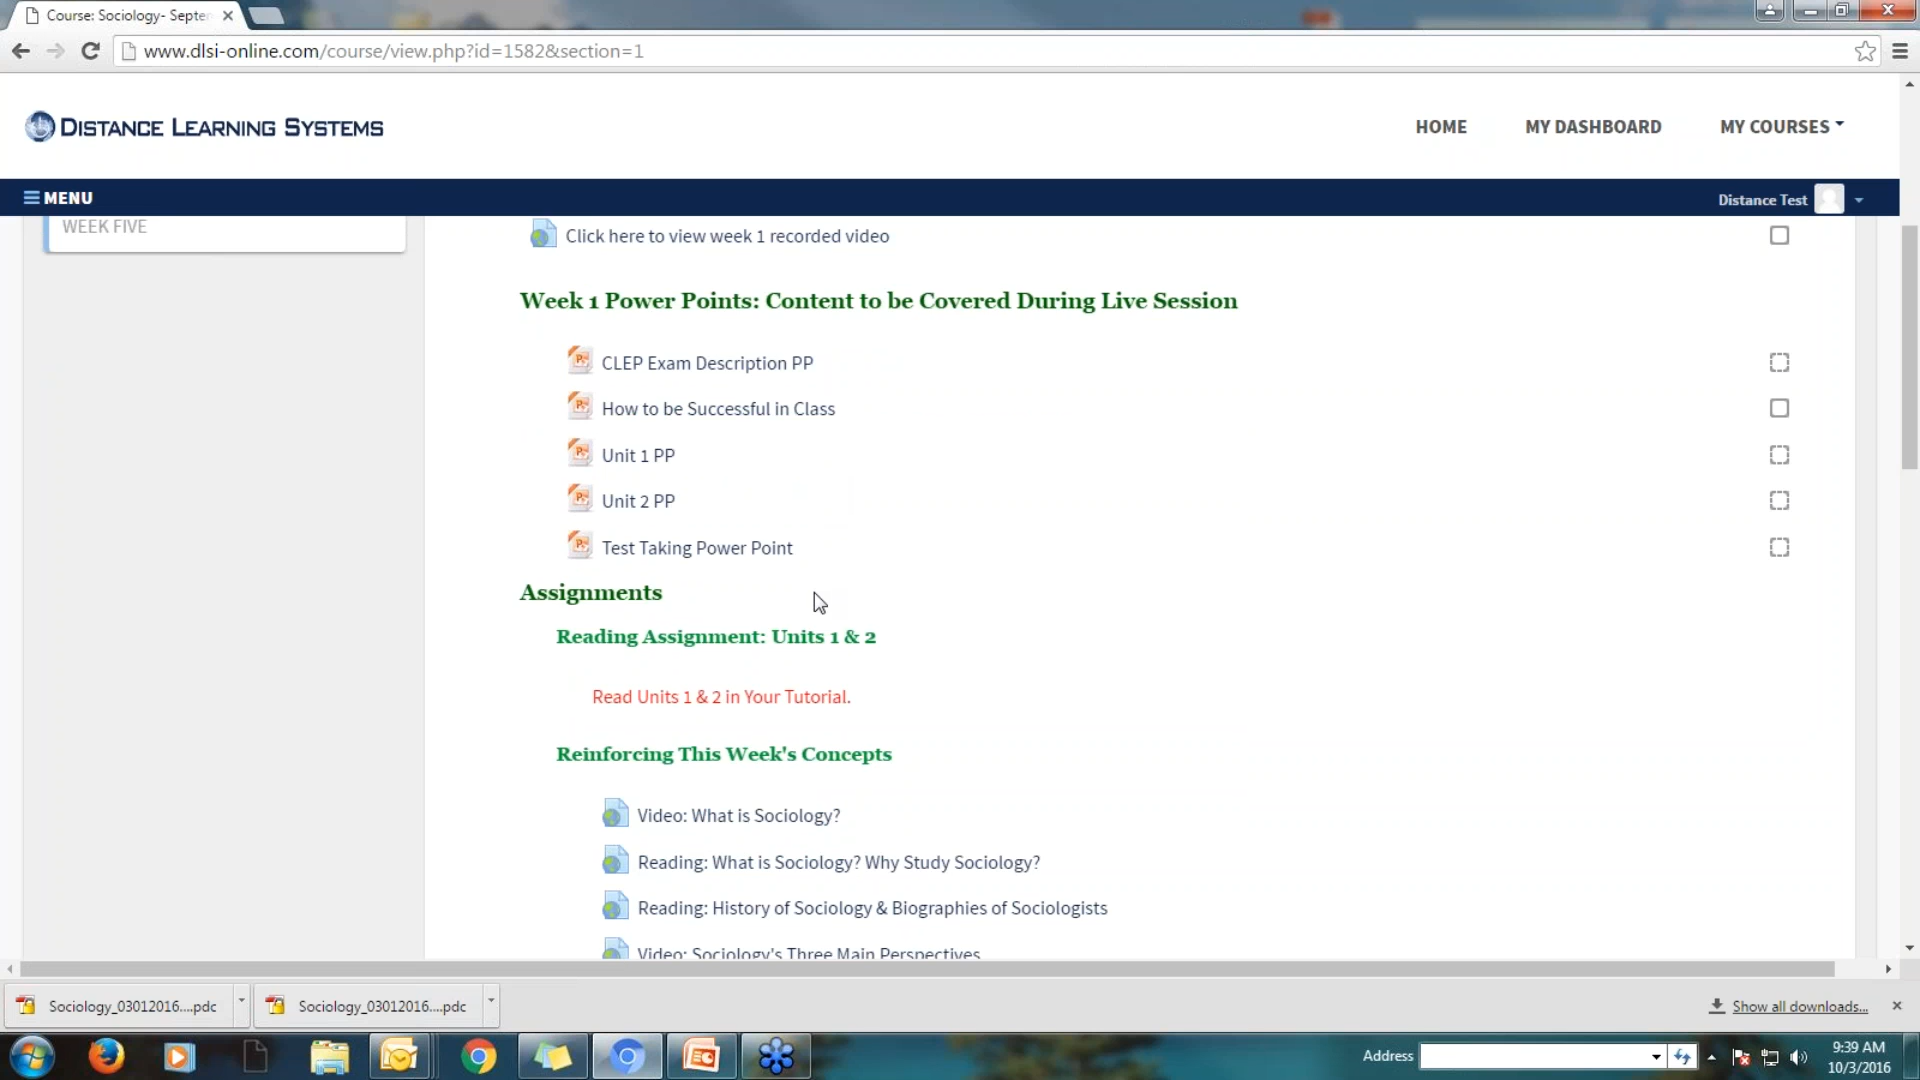 Course: Sociology- Septe
www.dlsi-online.com/course/view.php?id=1582&section=1
DISTANCE LEARNING SYSTEMS
HOME
MY DASHBOARD
MY COURSES
MENU
Distance Test
WEEK FIVE
Click here to view week 1 recorded video
Week 1 Power Points: Content to be Covered During Live Session
CLEP Exam Description PP
How to be Successful in Class
Unit 1 PP
Unit 2 PP
Test Taking Power Point
Assignments
Reading Assignment: Units 1 & 2
Read Units 1 & 2 in Your Tutorial.
Reinforcing This Week's Concepts
Video: What is Sociology?
Reading: What is Sociology? Why Study Sociology?
Reading: History of Sociology & Biographies of Sociologists
Video: Sociology's Three Main Perspectives
Sociology_03012016....pdc
Sociology_03012016....pdc
Show all downloads...
Address
9:39 AM
10/3/2016